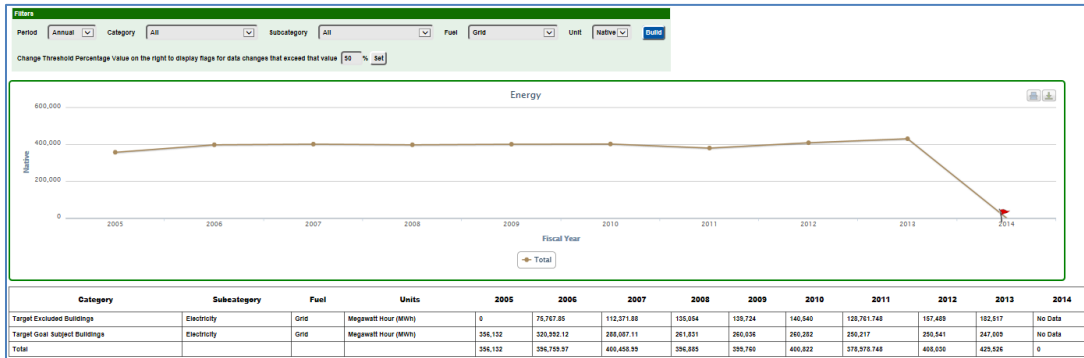 Filters
Period Annual Category All Subcategory All Fuel Grid Unit Native Build
Change Threshold Percentage Value on the right to display flags for data changes that exceed that value 50 % Set
Energy
600,000
400,000
200,000
0
Native
2005 2006 2007 2008 2009 2010 2011 2012 2013 2014
Fiscal Year
Total
Category Subcategory Fuel Units 2005 2006 2007 2008 2009 2010 2011 2012 2013 2014
Target Excluded Buildings Electricity Grid Megawatt Hour (MWh) 0 75,767.85 112,371.88 135,054 139,724 140,540 128,761.748 157,489 182,517 No Data
Target Goal Subject Buildings Electricity Grid Megawatt Hour (MWh) 356,132 320,992.12 288,087.11 261,831 260,036 260,282 250,217 250,541 247,009 No Data
Total 356,132 396,759.97 400,458.99 396,885 399,760 400,822 378,978.748 408,030 429,526 0